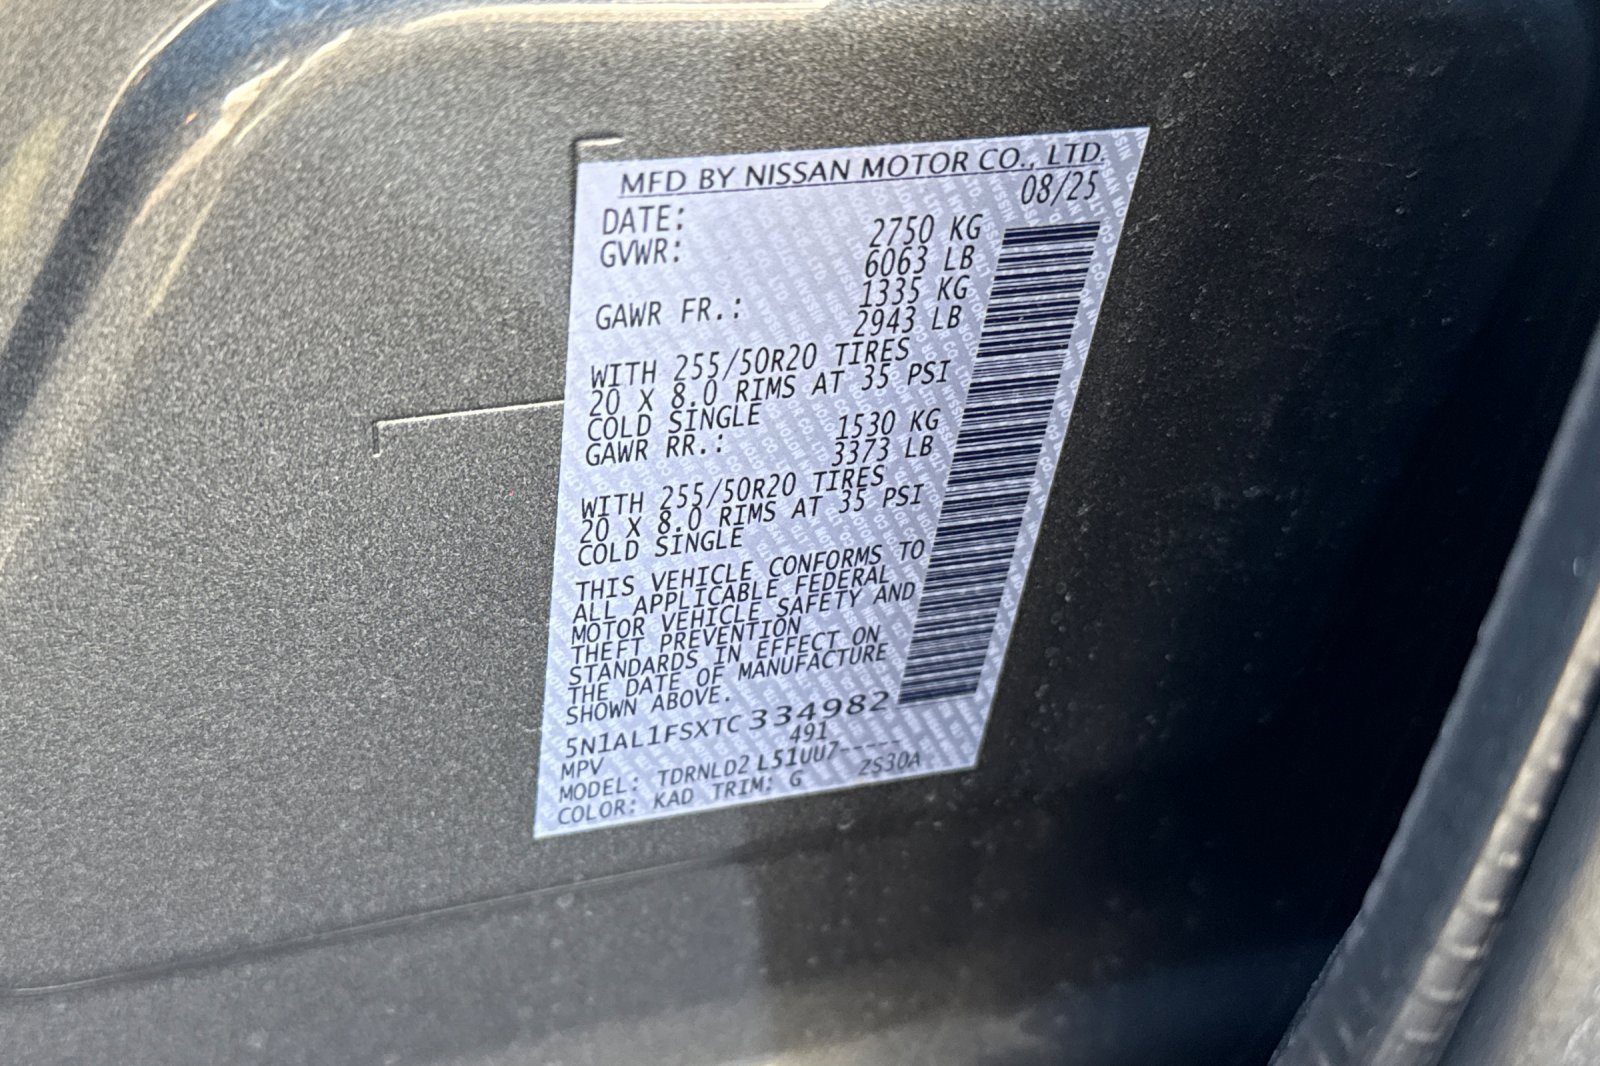 MFD BY NISSAN MOTOR CO., LTD.
DATE: 08/25
GVWR: 2750 KG
6063 LB
GAWR FR.: 1335 KG
2943 LB
WITH 255/50R20 TIRES
20 X 8.0 RIMS AT 35 PSI
COLD SINGLE
GAWR RR.: 1530 KG
3373 LB
WITH 255/50R20 TIRES
20 X 8.0 RIMS AT 35 PSI
COLD SINGLE
THIS VEHICLE CONFORMS TO
ALL APPLICABLE FEDERAL
MOTOR VEHICLE SAFETY AND
THEFT PREVENTION
STANDARDS IN EFFECT ON
THE DATE OF MANUFACTURE
SHOWN ABOVE.
5N1AL1FSXTC 334982
MPV 491
MODEL: TDRNLD2 L51UU7-----
COLOR: KAD TRIM: G ZS30A